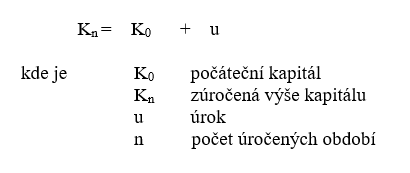 Kn = K0 + u
kde je K0 počáteční kapitál
Kn zúročená výše kapitálu
u úrok
n počet úročených období